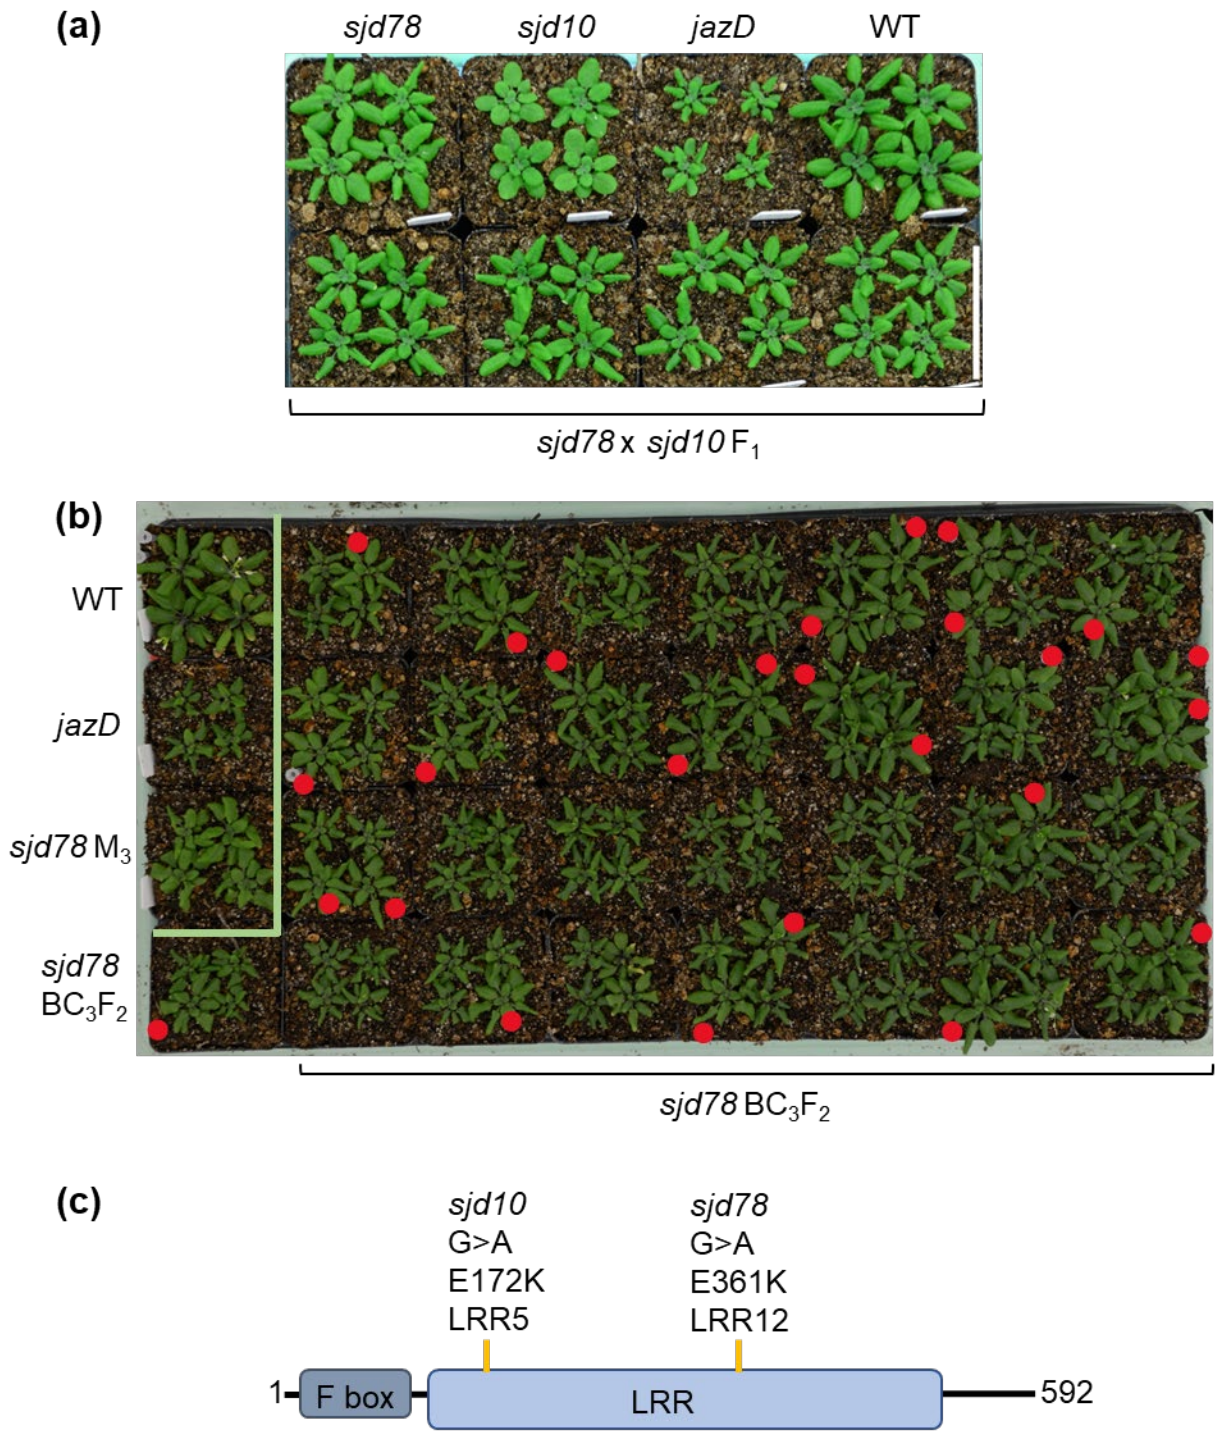 (a)
sjd78 sjd10 jazD WT
sjd78 x sjd10 F₁
(b)
WT
jazD
sjd78 M₃
sjd78
BC₃F₂
sjd78 BC₃F₂
(c)
sjd10
G>A
E172K
LRR5
sjd78
G>A
E361K
LRR12
1
F box
LRR
592